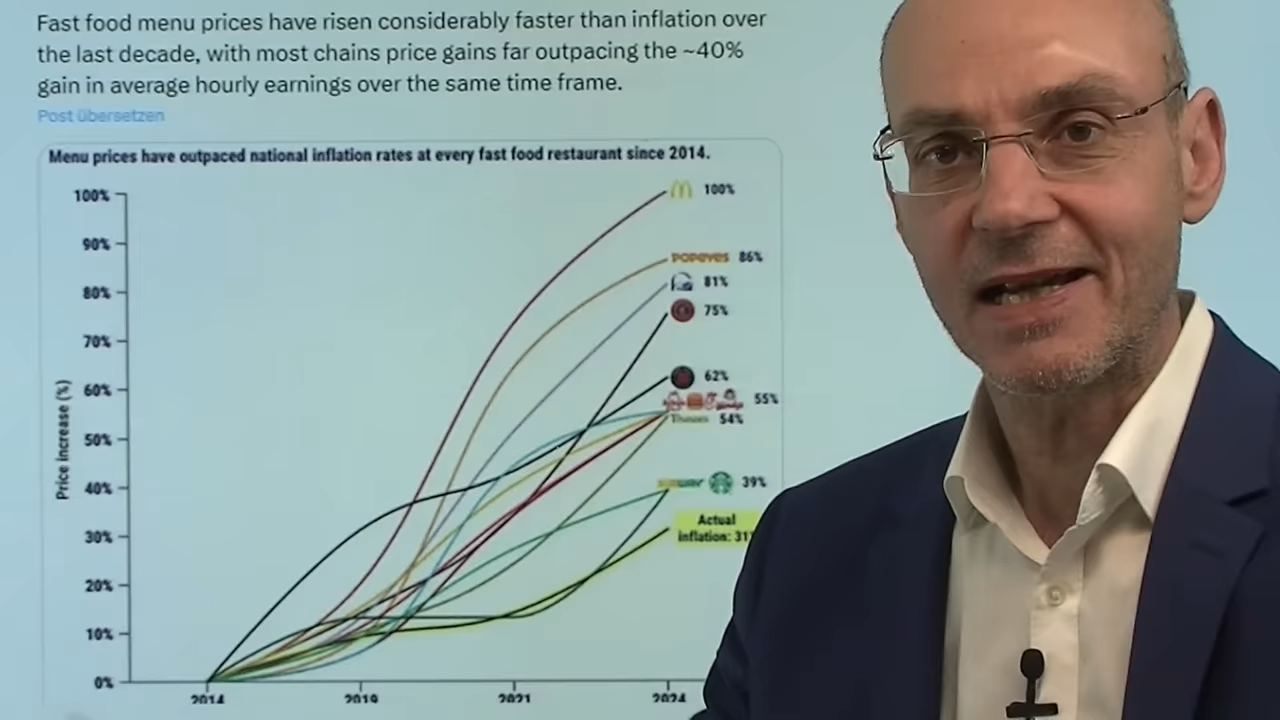 Fast food menu prices have risen considerably faster than inflation over
the last decade, with most chains price gains far outpacing the ~40%
gain in average hourly earnings over the same time frame.
Post übersetzen
Menu prices have outpaced national inflation rates at every fast food restaurant since 2014.
100%
90%
80%
70%
60%
50%
40%
30%
20%
10%
0%
Price increase (%)
100%
POPEYES 86%
81%
75%
62%
55%
54%
SUBWAY 39%
Actual
inflation: 31
2014 2019 2021 2024